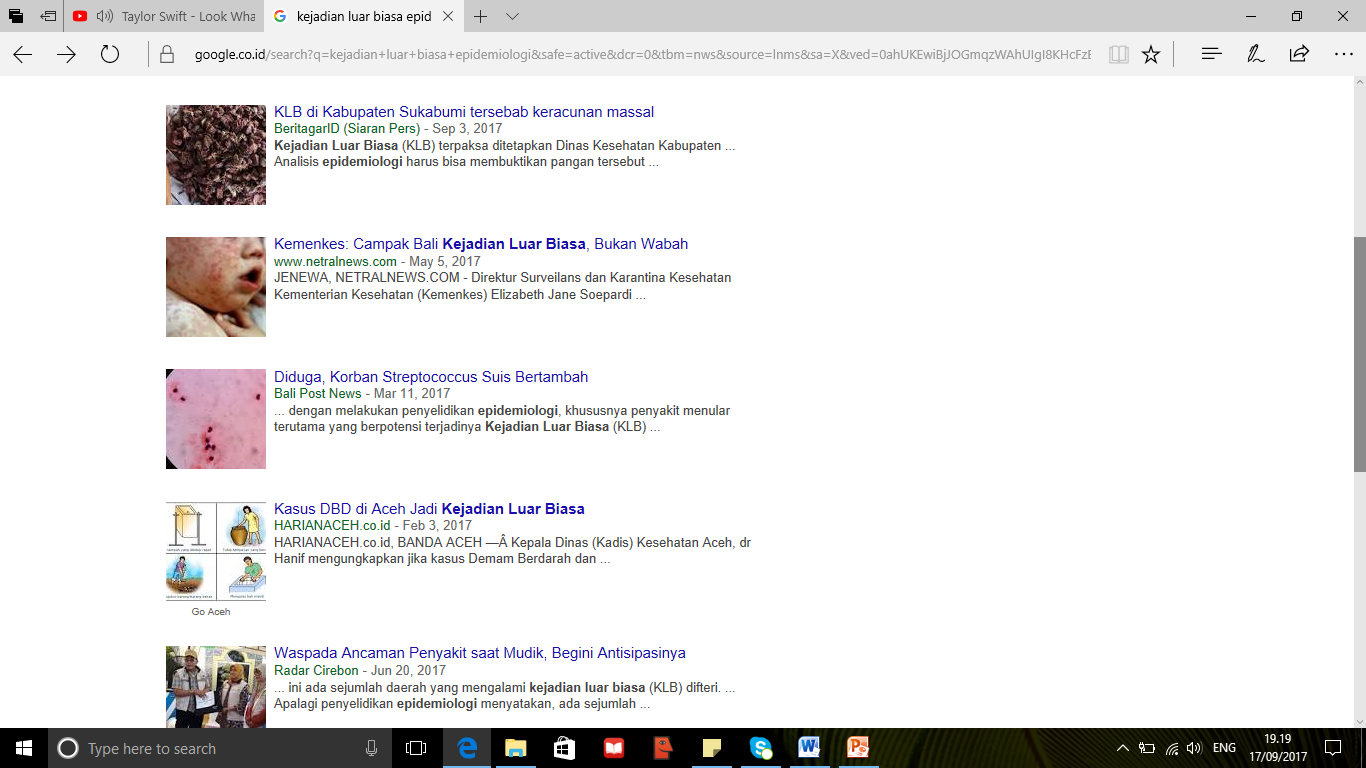 Taylor Swift - Look Wha
kejadian luar biasa epid
google.co.id/search?q=kejadian+luar+biasa+epidemiologi&safe=active&dcr=0&tbm=nws&source=lnms&sa=X&ved=0ahUKEwiBjJOGmqzWAhUIgI8KHcFzE
KLB di Kabupaten Sukabumi tersebab keracunan massal
BeritagarID (Siaran Pers) - Sep 3, 2017
Kejadian Luar Biasa (KLB) terpaksa ditetapkan Dinas Kesehatan Kabupaten ...
Analisis epidemiologi harus bisa membuktikan pangan tersebut ...
Kemenkes: Campak Bali Kejadian Luar Biasa, Bukan Wabah
www.netralnews.com - May 5, 2017
JENEWA, NETRALNEWS.COM - Direktur Surveilans dan Karantina Kesehatan
Kementerian Kesehatan (Kemenkes) Elizabeth Jane Soepardi ...
Diduga, Korban Streptococcus Suis Bertambah
Bali Post News - Mar 11, 2017
... dengan melakukan penyelidikan epidemiologi, khususnya penyakit menular
terutama yang berpotensi terjadinya Kejadian Luar Biasa (KLB) ...
Kasus DBD di Aceh Jadi Kejadian Luar Biasa
HARIANACEH.co.id - Feb 3, 2017
HARIANACEH.co.id, BANDA ACEH —Â Kepala Dinas (Kadis) Kesehatan Aceh, dr
Hanif mengungkapkan jika kasus Demam Berdarah dan ...
Go Aceh
Waspada Ancaman Penyakit saat Mudik, Begini Antisipasinya
Radar Cirebon - Jun 20, 2017
... ini ada sejumlah daerah yang mengalami kejadian luar biasa (KLB) difteri. ...
Apalagi penyelidikan epidemiologi menyatakan, ada sejumlah ...
Type here to search
ENG
19.19
17/09/2017